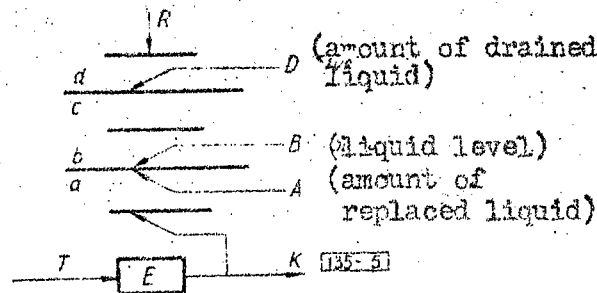 R
D (amount of drained
d liquid)
c
b B (liquid level)
a A (amount of
replaced liquid)
T E K 135-5